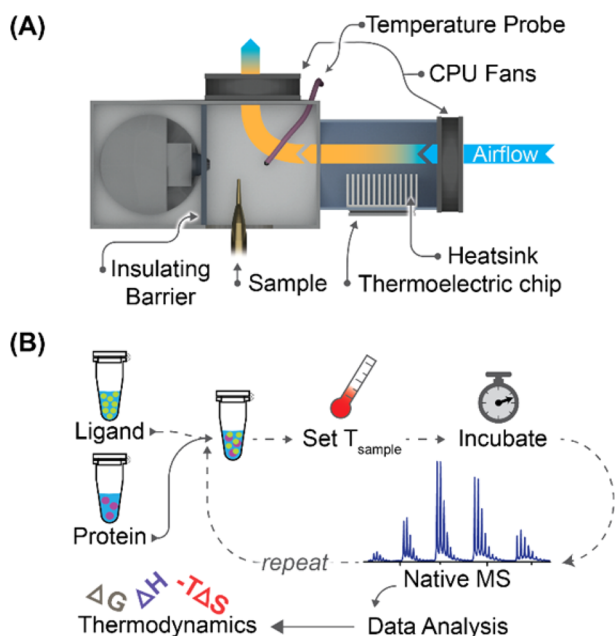 (A)
Temperature Probe
CPU Fans
Airflow
Heatsink
Thermoelectric chip
Insulating
Barrier
Sample
(B)
Ligand
Protein
Set Tsample
Incubate
repeat
Native MS
ΔG ΔH -TΔS
Thermodynamics
Data Analysis